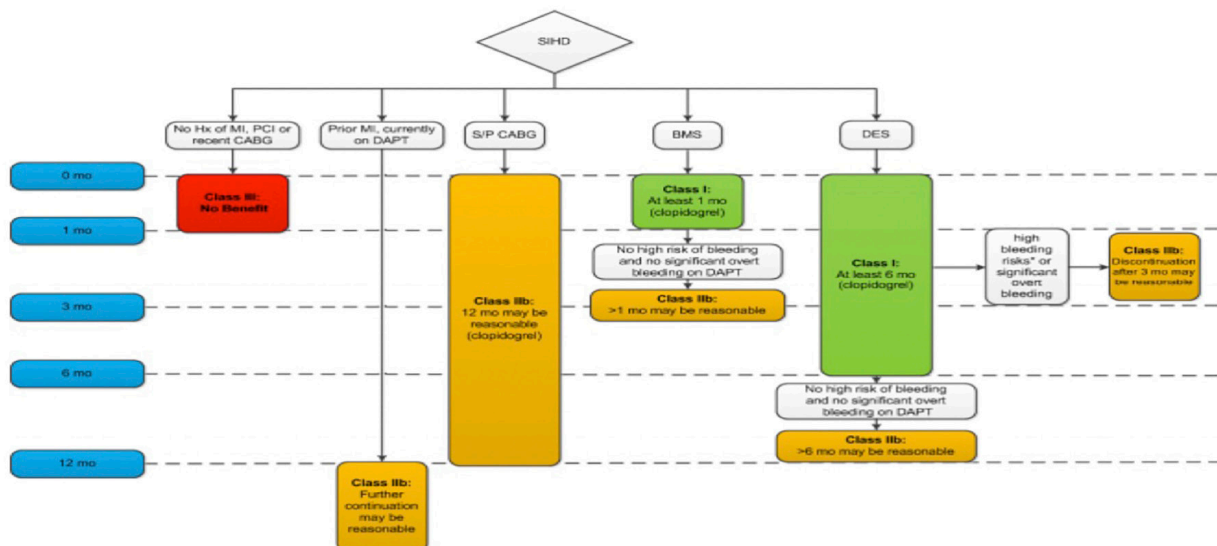 SIHD
No Hx of MI, PCI or
recent CABG
Prior MI, currently
on DAPT
S/P CABG
BMS
DES
0 mo
1 mo
3 mo
6 mo
12 mo
Class III:
No Benefit
Class IIb:
Further
continuation
may be
reasonable
Class IIb:
12 mo may be
reasonable
(clopidogrel)
Class I:
At least 1 mo
(clopidogrel)
No high risk of bleeding
and no significant overt
bleeding on DAPT
Class IIb:
>1 mo may be reasonable
Class I:
At least 6 mo
(clopidogrel)
high
bleeding
risks* or
significant
overt
bleeding
Class IIb:
Discontinuation
after 3 mo may
be reasonable
No high risk of bleeding
and no significant overt
bleeding on DAPT
Class IIb:
>6 mo may be reasonable